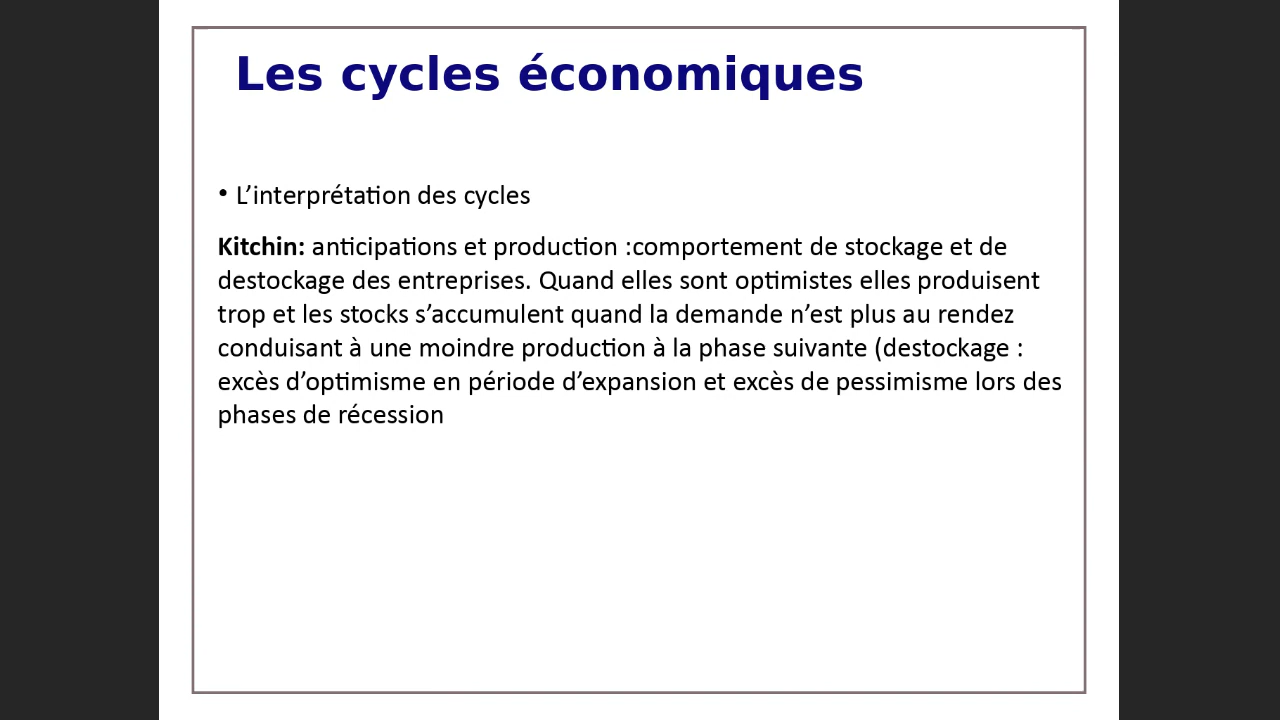 Les cycles économiques
• L’interprétation des cycles
Kitchin: anticipations et production :comportement de stockage et de
destockage des entreprises. Quand elles sont optimistes elles produisent
trop et les stocks s’accumulent quand la demande n’est plus au rendez
conduisant à une moindre production à la phase suivante (destockage :
excès d’optimisme en période d’expansion et excès de pessimisme lors des
phases de récession